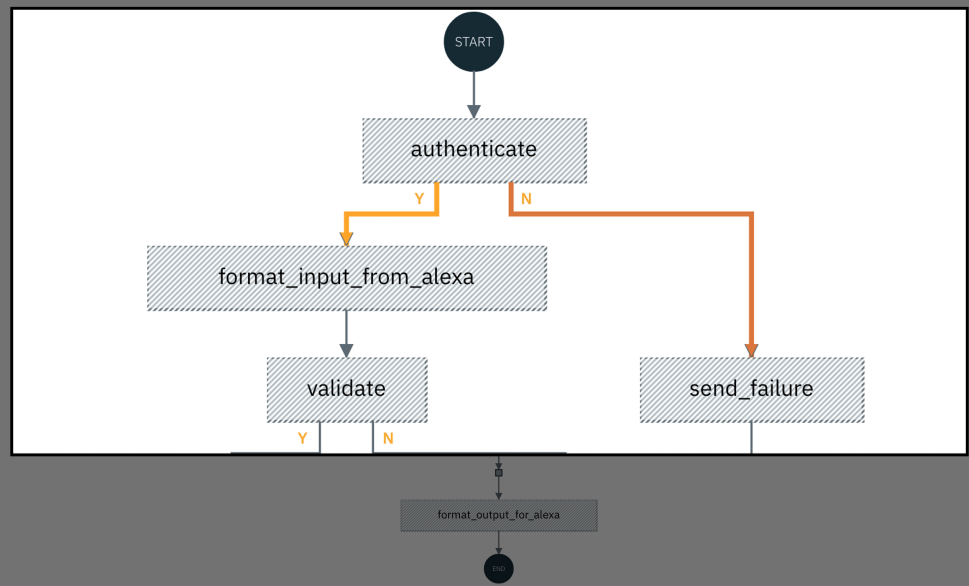 START
authenticate
Y
N
format_input_from_alexa
validate
send_failure
Y
N
format_output_for_alexa
END